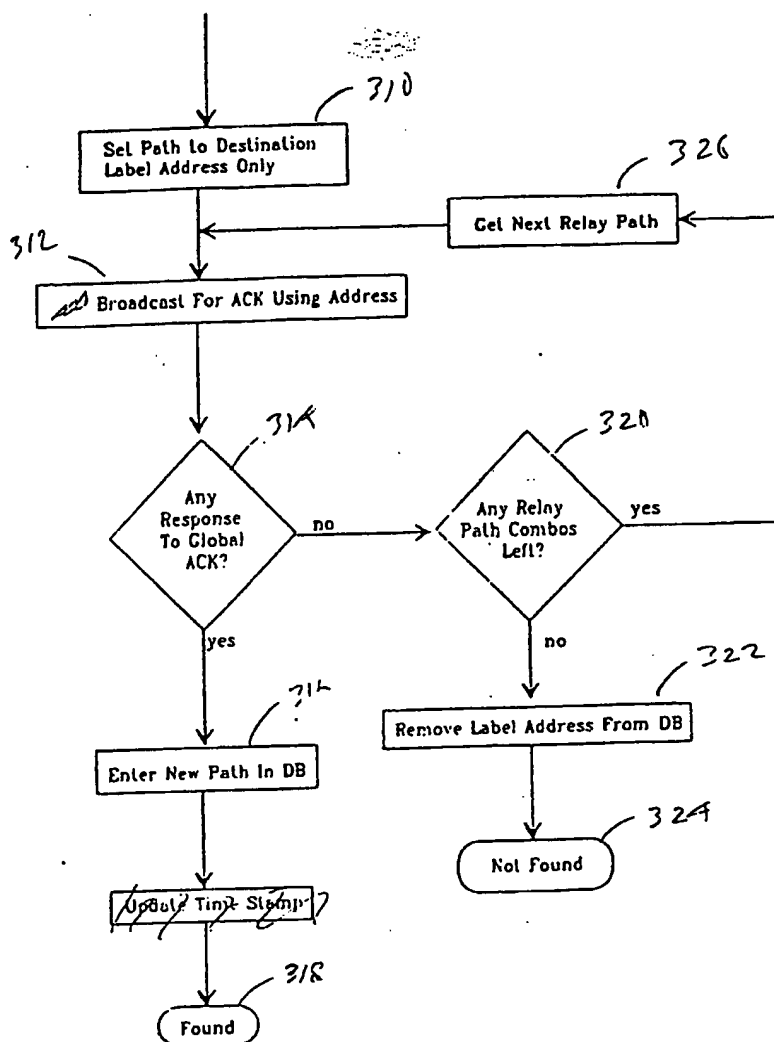 310
Set Path to Destination
Label Address Only
326
Get Next Relay Path
312
Broadcast For ACK Using Address
314
Any
Response
To Global
ACK?
no
yes
320
Any Relay
Path Combos
Left?
yes
no
322
Remove Label Address From DB
324
Not Found
Enter New Path In DB
Update Time Stamp
318
Found